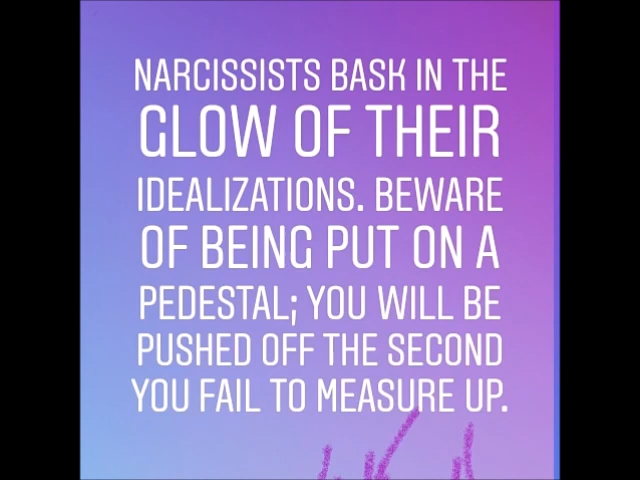 NARCISSISTS BASK IN THE
GLOW OF THEIR
IDEALIZATIONS. BEWARE
OF BEING PUT ON A
PEDESTAL; YOU WILL BE
PUSHED OFF THE SECOND
YOU FAIL TO MEASURE UP.